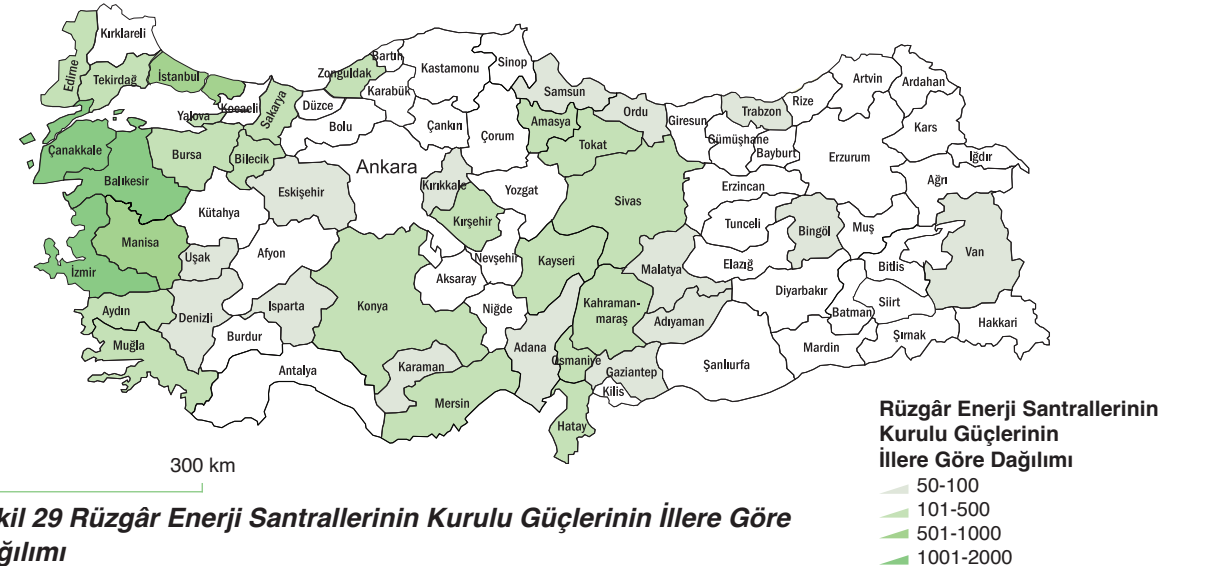 Kırklareli
Edirne
Tekirdağ
İstanbul
Kocaeli
Yalova
Sakarya
Düzce
Zonguldak
Bartın
Karabük
Kastamonu
Sinop
Samsun
Ordu
Giresun
Trabzon
Rize
Artvin
Ardahan
Kars
Iğdır
Ağrı
Erzurum
Bayburt
Gümüşhane
Amasya
Tokat
Çorum
Çankırı
Bolu
Ankara
Bilecik
Bursa
Çanakkale
Balıkesir
Kütahya
Eskişehir
Kırıkkale
Yozgat
Kırşehir
Sivas
Erzincan
Tunceli
Bingöl
Muş
Van
Bitlis
Manisa
İzmir
Uşak
Afyon
Konya
Aksaray
Nevşehir
Kayseri
Malatya
Elazığ
Diyarbakır
Batman
Siirt
Şırnak
Hakkari
Aydın
Denizli
Isparta
Burdur
Niğde
Kahraman-
maraş
Adıyaman
Mardin
Şanlıurfa
Muğla
Antalya
Karaman
Mersin
Adana
Osmaniye
Gaziantep
Kilis
Hatay
300 km
kil 29 Rüzgâr Enerji Santrallerinin Kurulu Güçlerinin İllere Göre
ğılımı
Rüzgâr Enerji Santrallerinin
Kurulu Güçlerinin
İllere Göre Dağılımı
50-100
101-500
501-1000
1001-2000